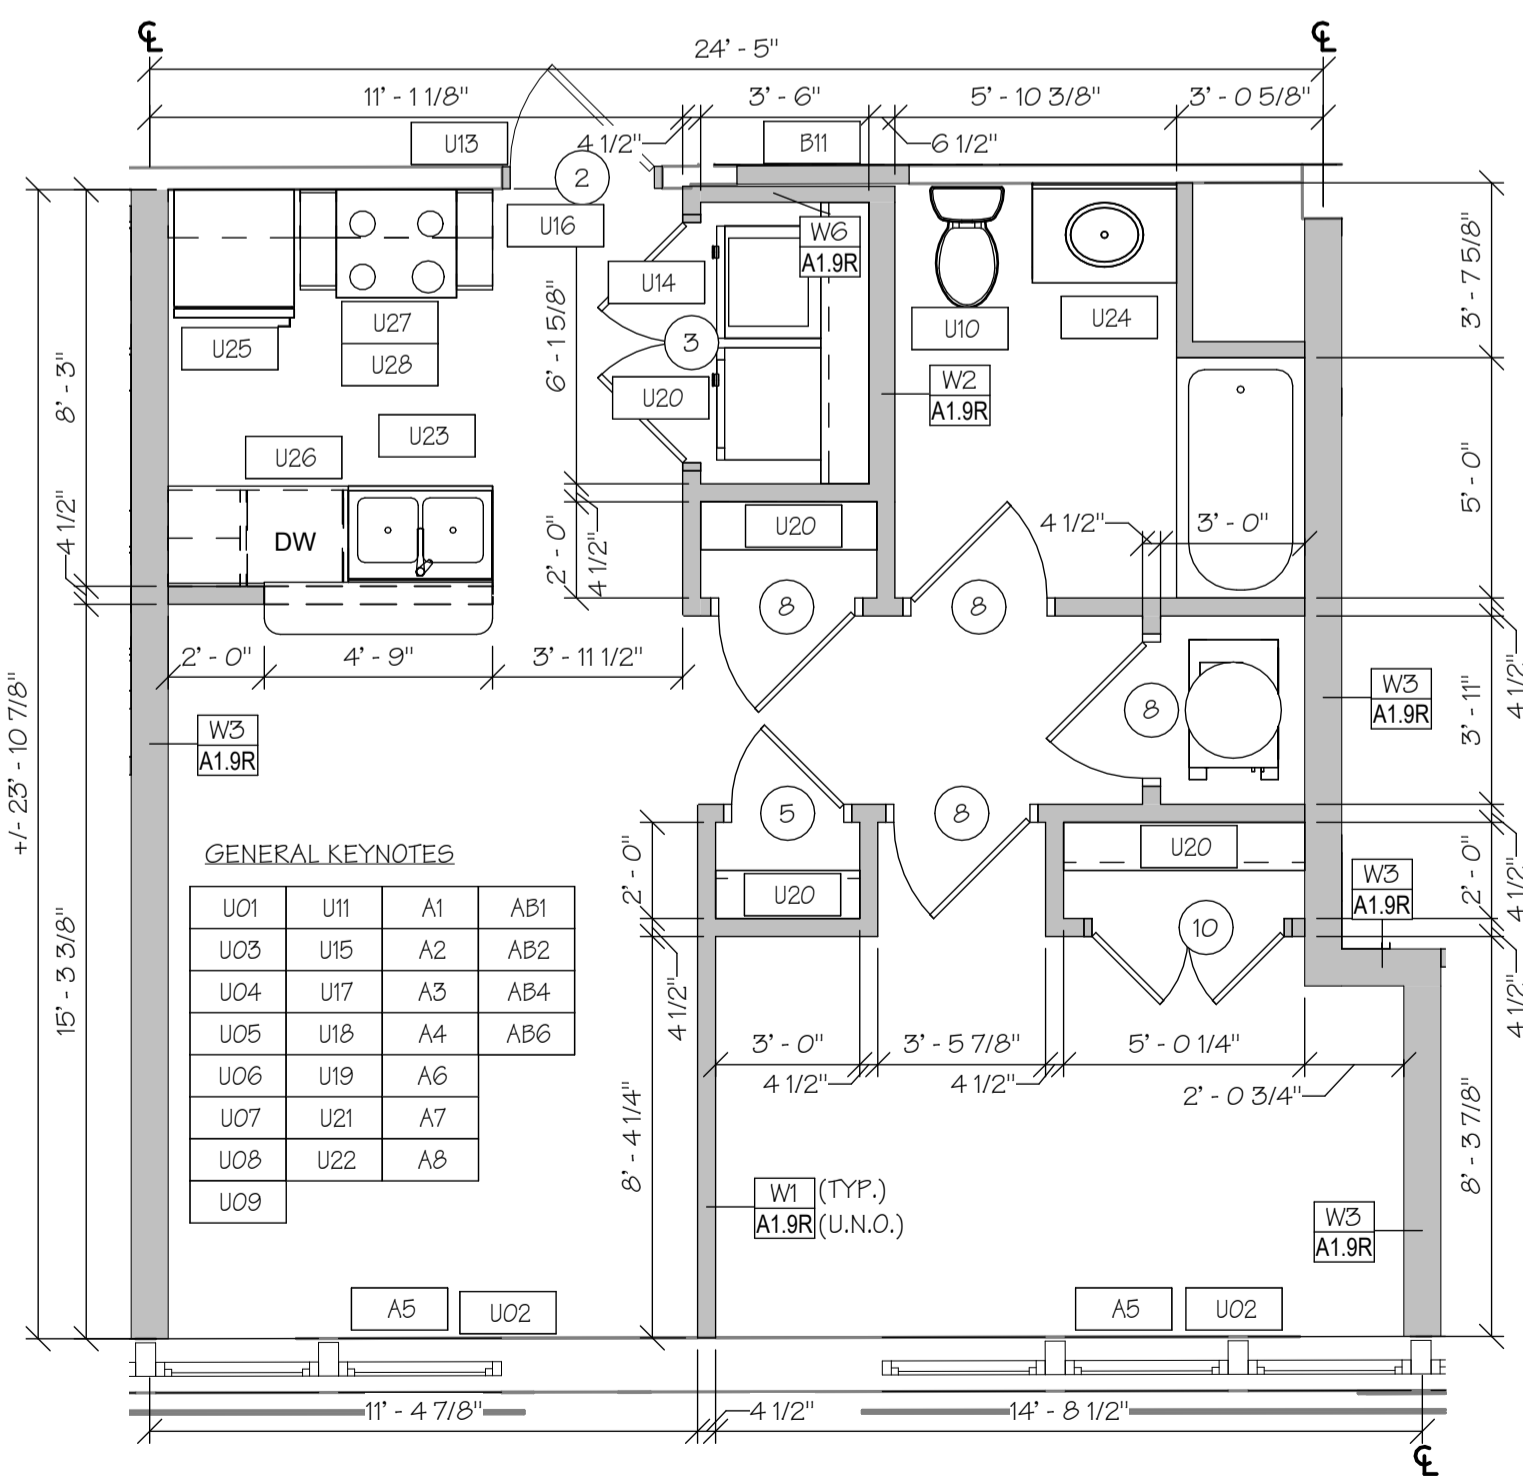 ℄ ℄
24' - 5"
11' - 1 1/8" 3' - 6" 5' - 10 3/8" 3' - 0 5/8"
U13 4 1/2" B11 6 1/2"
2
U16
W6
A1.9R
U14
U27
U28
U25
3
U10
U24
3' - 7 5/8"
8' - 3"
6' - 1 5/8"
U20
W2
A1.9R
U23
U26
5' - 0"
4 1/2"
DW
2' - 0"
4 1/2"
U20
4 1/2" 3' - 0"
8
8
2' - 0" 4' - 9" 3' - 11 1/2"
4 1/2"
+/- 23' - 10 7/8"
W3
A1.9R
8
W3
A1.9R
3' - 11"
GENERAL KEYNOTES
5
8
U20
2' - 0"
U20
2' - 0"
4 1/2"
W3
A1.9R
10
U01 U11 A1 AB1
U03 U15 A2 AB2
U04 U17 A3 AB4
U05 U18 A4 AB6
U06 U19 A6
U07 U21 A7
U08 U22 A8
U09
15' - 3 3/8"
4 1/2"
4 1/2"
3' - 0" 3' - 5 7/8" 5' - 0 1/4"
4 1/2" 4 1/2" 2' - 0 3/4"
8' - 4 1/4"
8' - 3 7/8"
W1 (TYP.)
A1.9R (U.N.O.)
W3
A1.9R
A5 U02 A5 U02
11' - 4 7/8" 4 1/2" 14' - 8 1/2"
℄